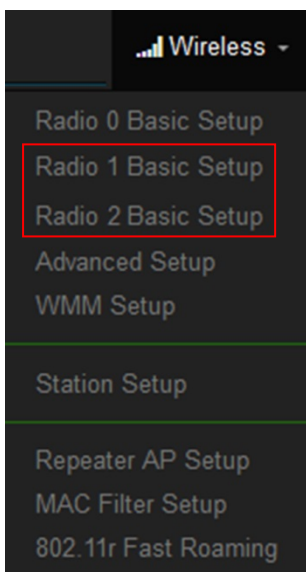 Wireless
Radio 0 Basic Setup
Radio 1 Basic Setup
Radio 2 Basic Setup
Advanced Setup
WMM Setup
Station Setup
Repeater AP Setup
MAC Filter Setup
802.11r Fast Roaming